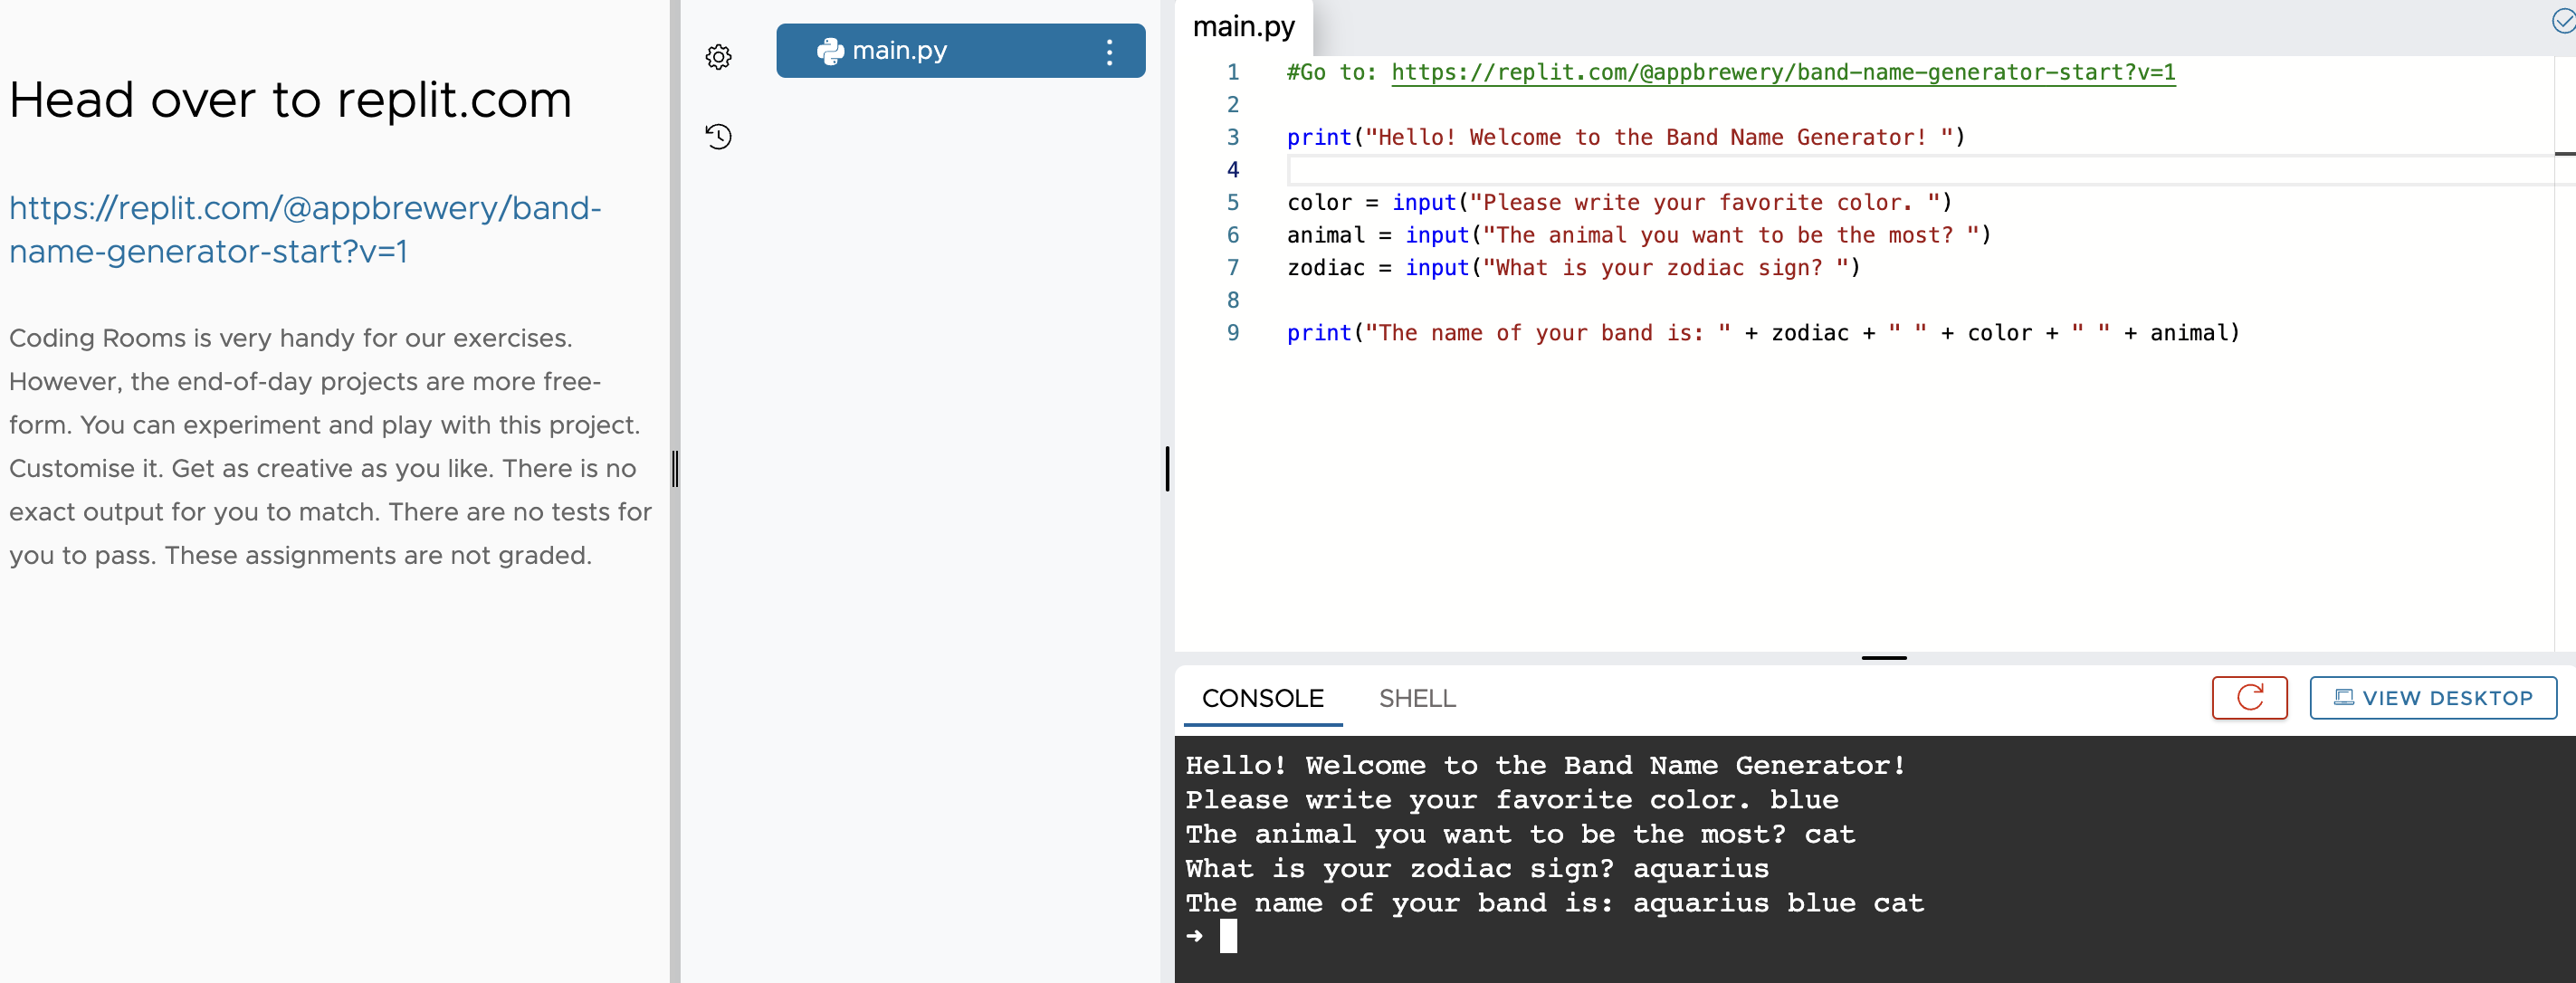 Head over to replit.com
https://replit.com/@appbrewery/band-
name-generator-start?v=1
Coding Rooms is very handy for our exercises.
However, the end-of-day projects are more free-
form. You can experiment and play with this project.
Customise it. Get as creative as you like. There is no
exact output for you to match. There are no tests for
you to pass. These assignments are not graded.
main.py
main.py
1 #Go to: https://replit.com/@appbrewery/band-name-generator-start?v=1
2
3 print("Hello! Welcome to the Band Name Generator! ")
4
5 color = input("Please write your favorite color. ")
6 animal = input("The animal you want to be the most? ")
7 zodiac = input("What is your zodiac sign? ")
8
9 print("The name of your band is: " + zodiac + " " + color + " " + animal)
CONSOLE SHELL VIEW DESKTOP
Hello! Welcome to the Band Name Generator!
Please write your favorite color. blue
The animal you want to be the most? cat
What is your zodiac sign? aquarius
The name of your band is: aquarius blue cat
➜